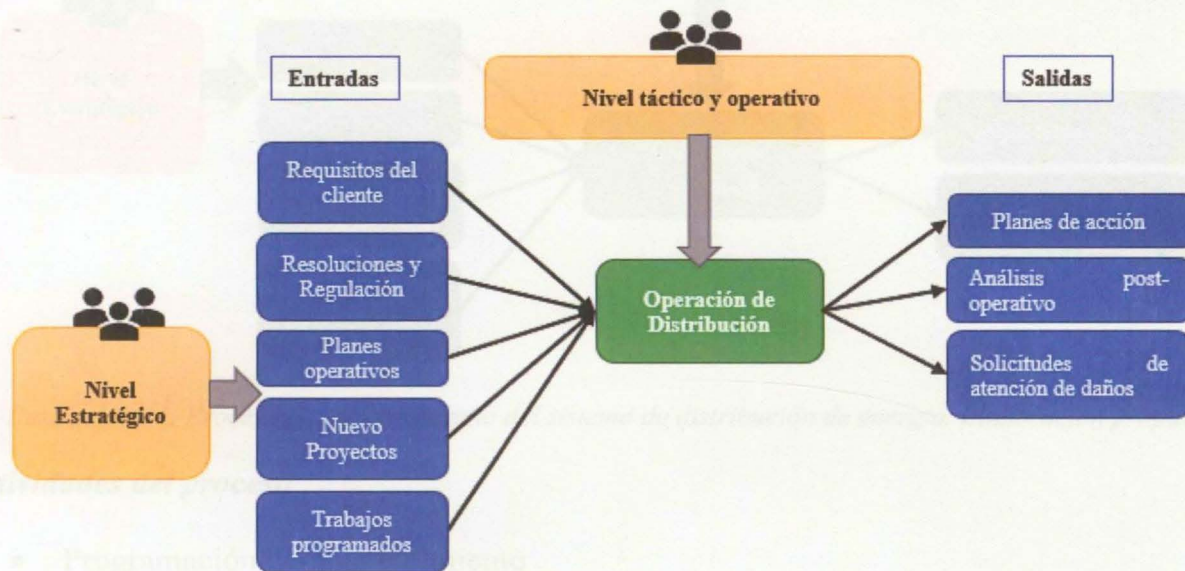 Entradas
Nivel táctico y operativo
Salidas
Requisitos del
cliente
Resoluciones y
Regulación
Planes
operativos
Nuevo
Proyectos
Trabajos
programados
Nivel
Estratégico
Operación de
Distribución
Planes de acción
Análisis post-
operativo
Solicitudes de
atención de daños